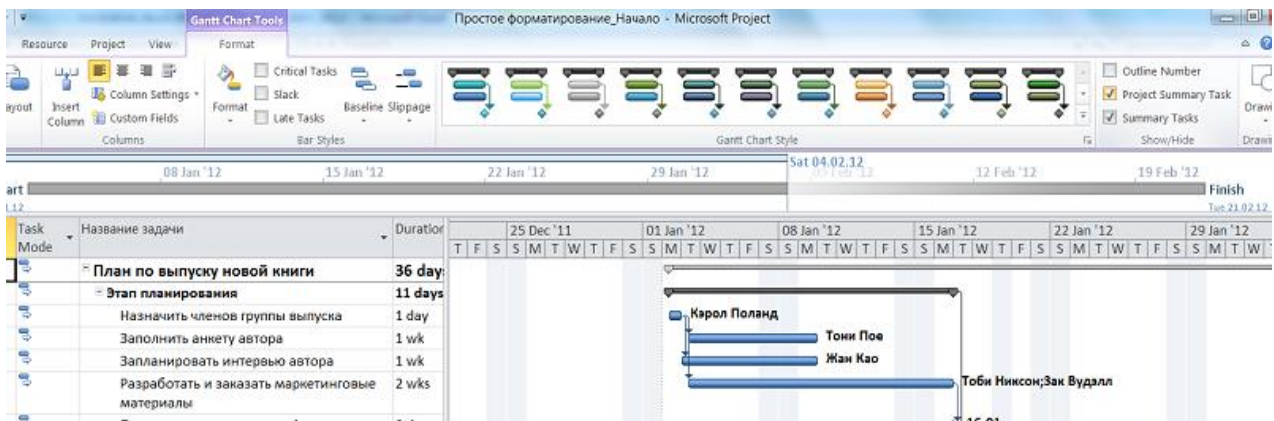 Gantt Chart Tools
Простое форматирование_Начало - Microsoft Project
Resource Project View Format
Insert Column
Column Settings
Custom Fields
Columns
Format
Critical Tasks
Slack
Late Tasks
Baseline Slippage
Bar Styles
Gantt Chart Style
Outline Number
Project Summary Task
Summary Tasks
Show/Hide
08 Jan '12 15 Jan '12 22 Jan '12 29 Jan '12 Sat 04.02.12 05 Feb '12 12 Feb '12 19 Feb '12
Finish
Tue 21.02.12
Task Mode Название задачи Duration
25 Dec '11 01 Jan '12 08 Jan '12 15 Jan '12 22 Jan '12 29 Jan '12
T F S S M T W T F S S M T W T F S S M T W T F S S M T W T F S S M T W T F S S M T W
План по выпуску новой книги 36 day
Этап планирования 11 days
Назначить членов группы выпуска 1 day Кэрол Поланд
Заполнить анкету автора 1 wk Тони Пое
Запланировать интервью автора 1 wk Жан Као
Разработать и заказать маркетинговые материалы 2 wks Тоби Никсон;Зак Вудэлл